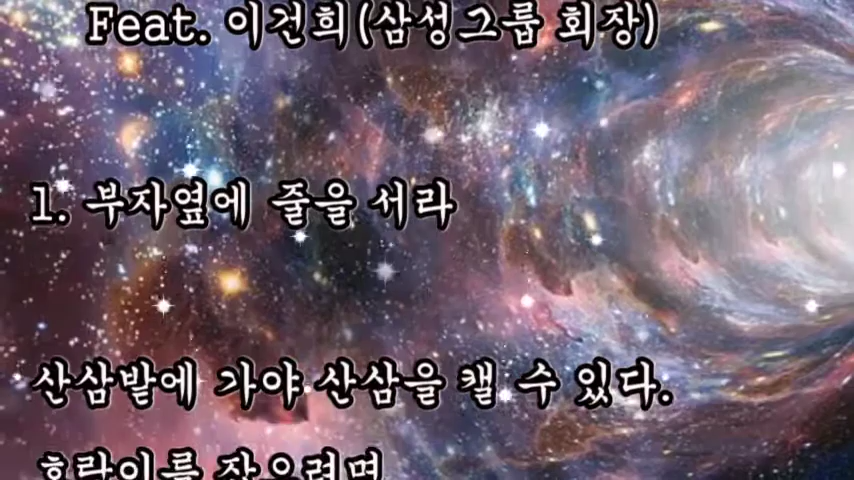 Feat. 이건희(삼성그룹 회장)
1. 부자옆에 줄을 서라
산삼밭에 가야 산삼을 캘 수 있다.
호랑이를 잡으려면